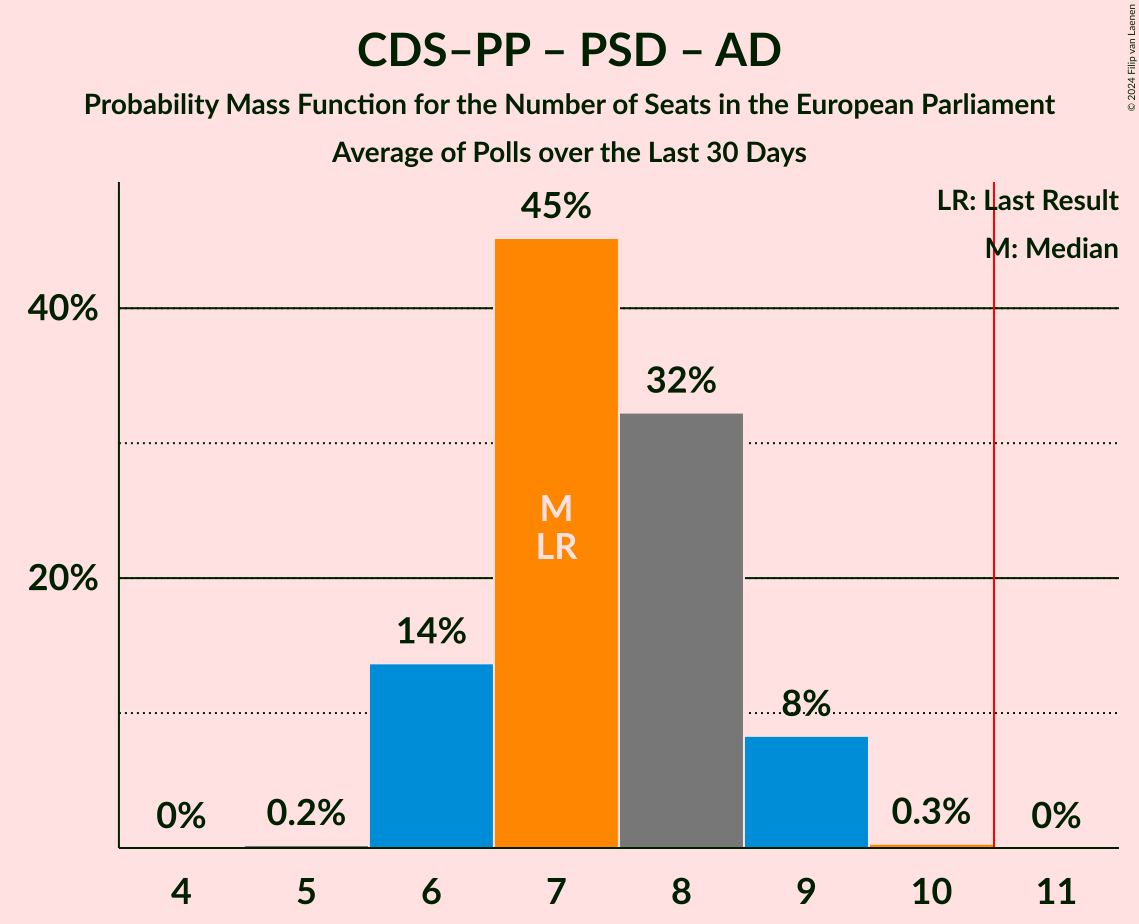 CDS–PP – PSD – AD
Probability Mass Function for the Number of Seats in the European Parliament
Average of Polls over the Last 30 Days
© 2024 Filip van Laenen
LR: Last Result
M: Median
45%
40%
32%
M
LR
20%
14%
8%
0%
0.2%
0.3%
0%
4
5
6
7
8
9
10
11